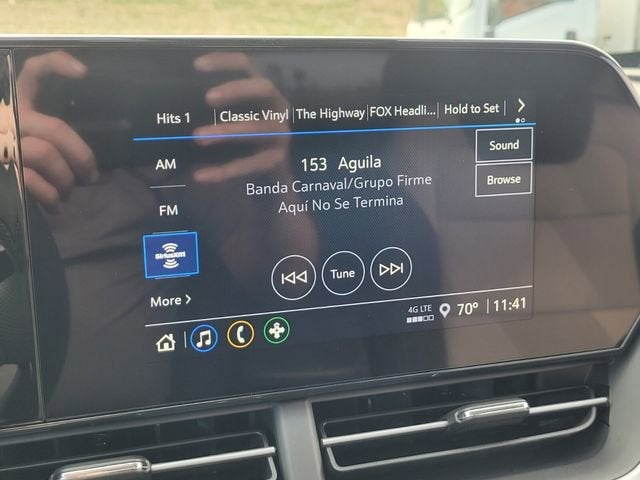 Hits 1 Classic Vinyl The Highway FOX Headli... Hold to Set
AM
153 Aguila
Sound
Banda Carnaval/Grupo Firme
Browse
Aquí No Se Termina
FM
SiriusXM
Tune
More >
4G LTE 70° 11:41